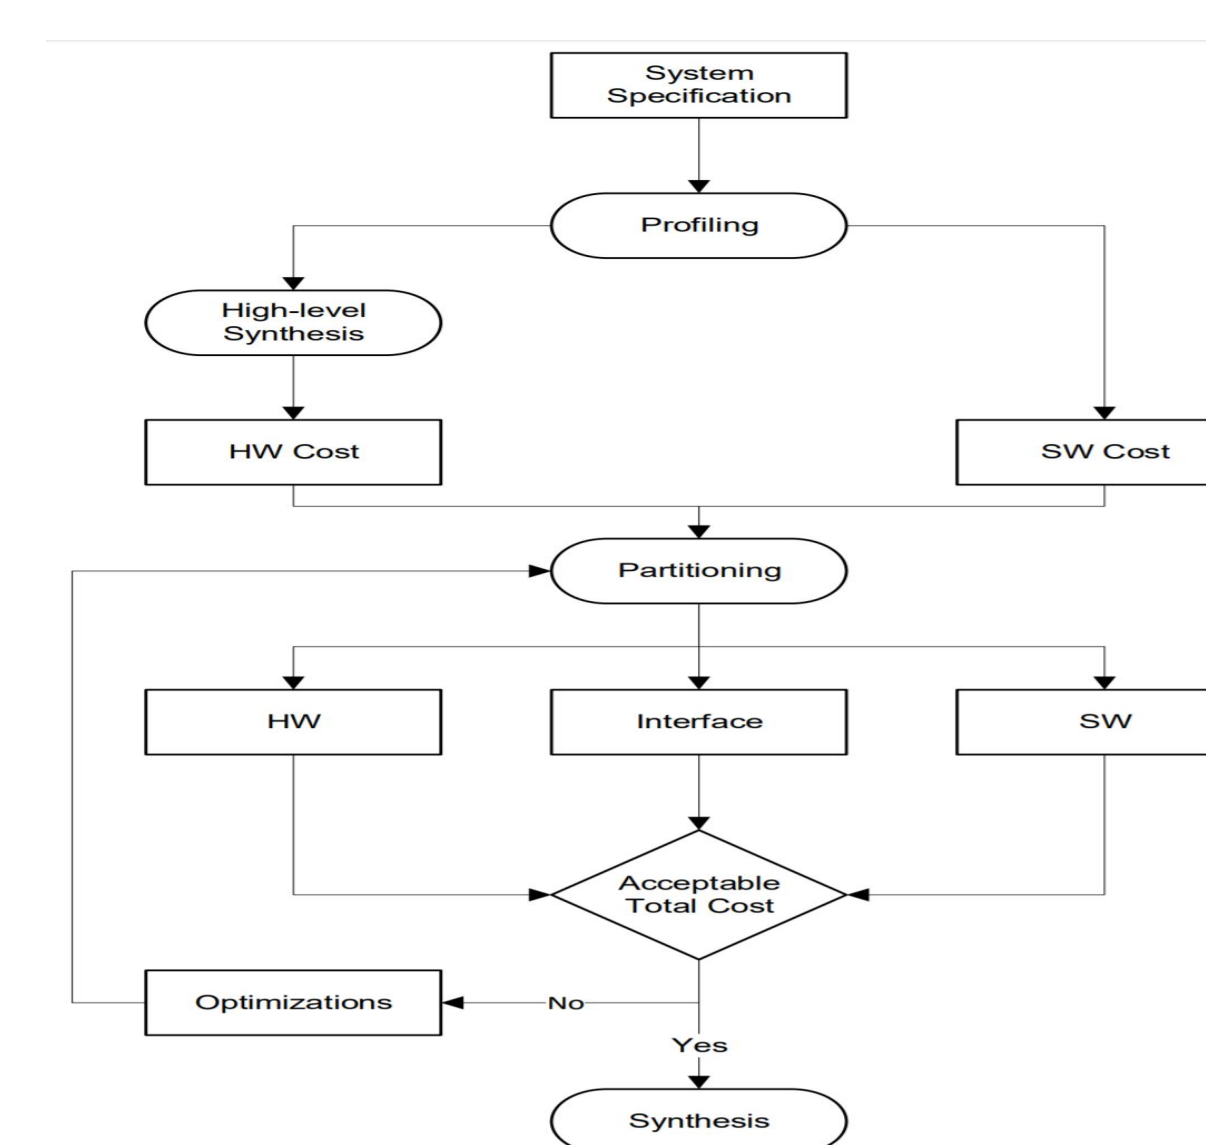 System
Specification
Profiling
High-level
Synthesis
HW Cost
SW Cost
Partitioning
HW
Interface
SW
Acceptable
Total Cost
Optimizations
No
Yes
Synthesis